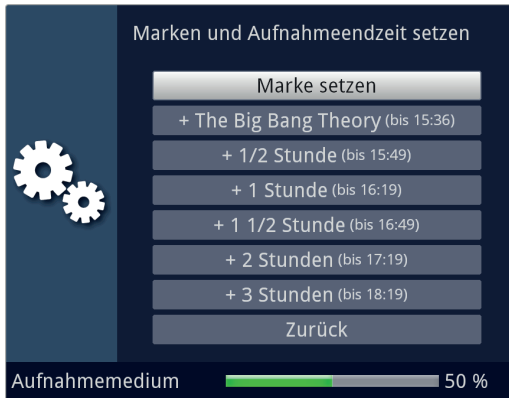 Marken und Aufnahmeendzeit setzen
Marke setzen
+ The Big Bang Theory (bis 15:36)
+ 1/2 Stunde (bis 15:49)
+ 1 Stunde (bis 16:19)
+ 1 1/2 Stunde (bis 16:49)
+ 2 Stunden (bis 17:19)
+ 3 Stunden (bis 18:19)
Zurück
Aufnahmemedium 50 %